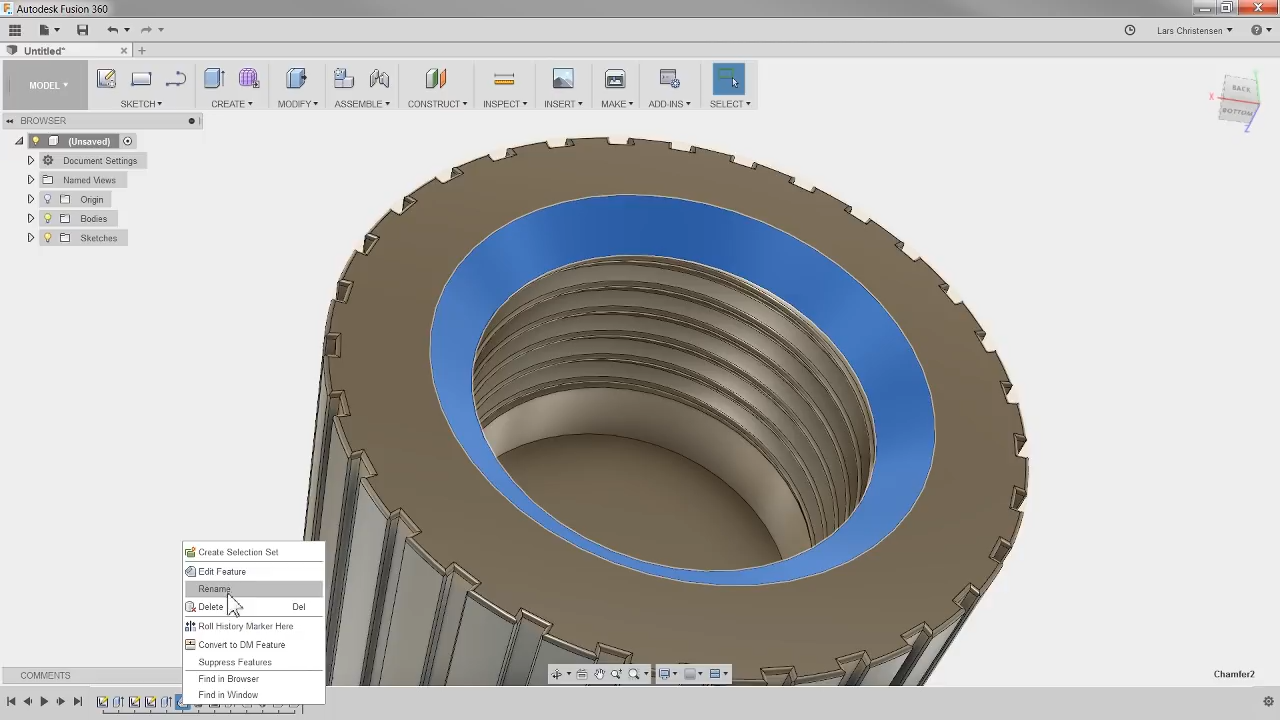 Autodesk Fusion 360
Lars Christensen
Untitled*
MODEL
SKETCH
CREATE
MODIFY
ASSEMBLE
CONSTRUCT
INSPECT
INSERT
MAKE
ADD-INS
SELECT
BACK
BOTTOM
X
Z
BROWSER
(Unsaved)
Document Settings
Named Views
Origin
Bodies
Sketches
Create Selection Set
Edit Feature
Rename
Delete Del
Roll History Marker Here
Convert to DM Feature
Suppress Features
Find in Browser
Find in Window
COMMENTS
Chamfer2